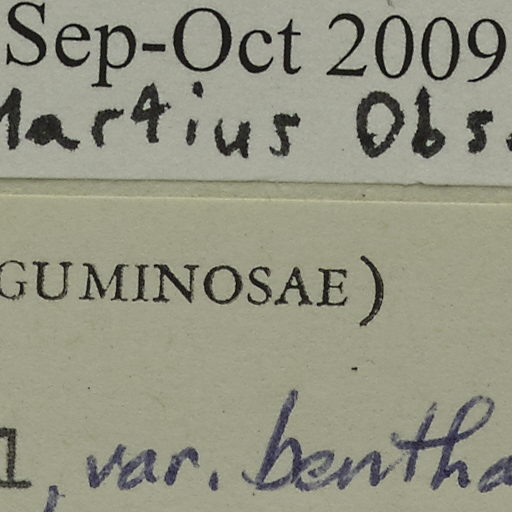 Sep-Oct 2009
Martius Obs.
GUMINOSAE)
l, var. bentha